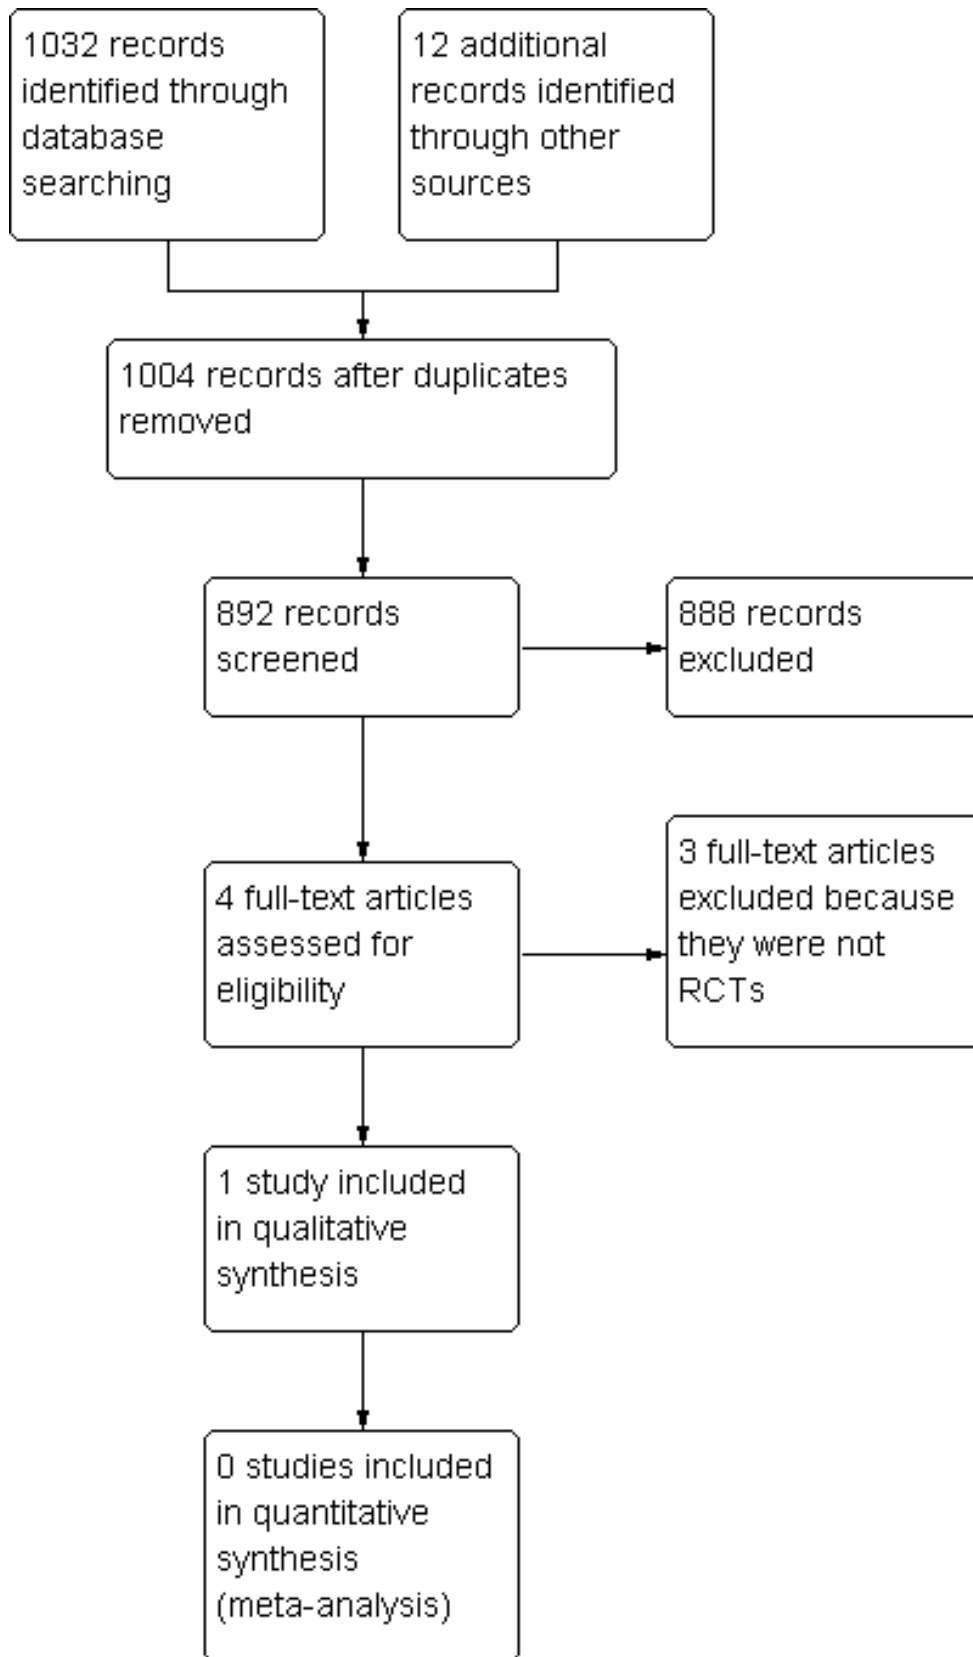 1032 records
identified through
database
searching
12 additional
records identified
through other
sources
1004 records after duplicates
removed
892 records
screened
888 records
excluded
4 full-text articles
assessed for
eligibility
3 full-text articles
excluded because
they were not
RCTs
1 study included
in qualitative
synthesis
0 studies included
in quantitative
synthesis
(meta-analysis)